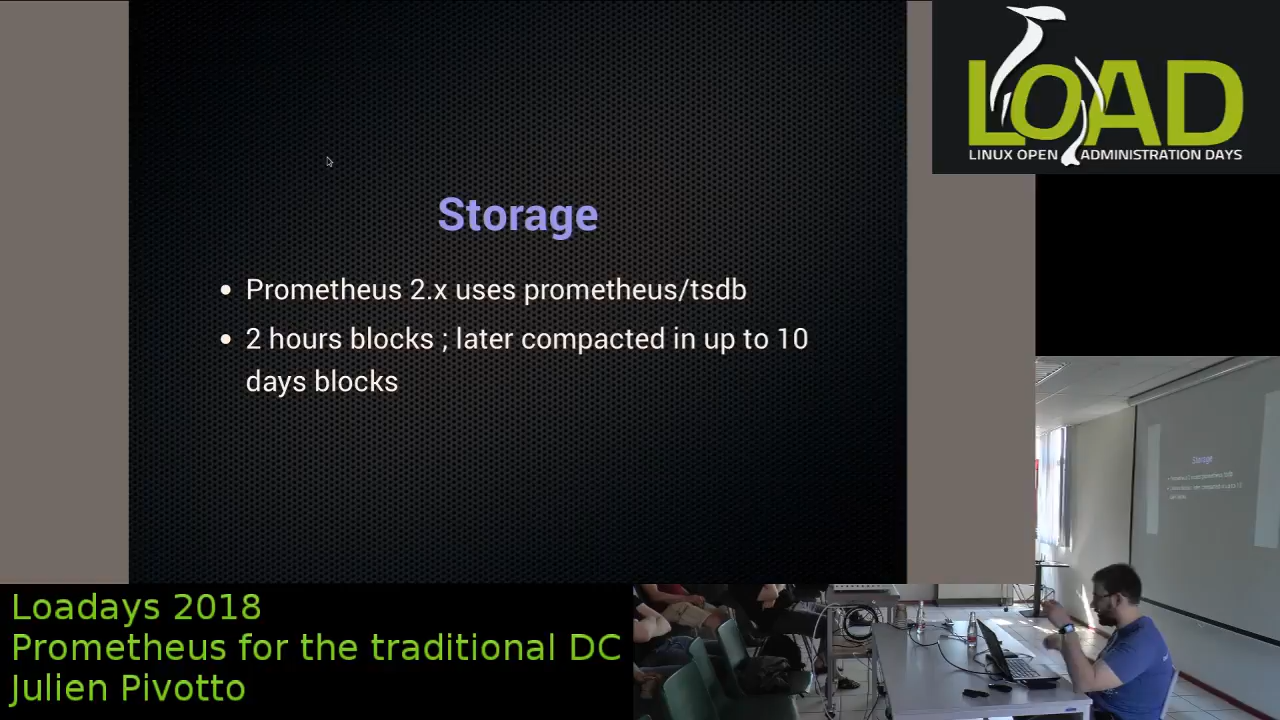 LOAD
LINUX OPEN ADMINISTRATION DAYS
Storage
• Prometheus 2.x uses prometheus/tsdb
• 2 hours blocks ; later compacted in up to 10
days blocks
Storage
Loadays 2018
Prometheus for the traditional DC
Julien Pivotto